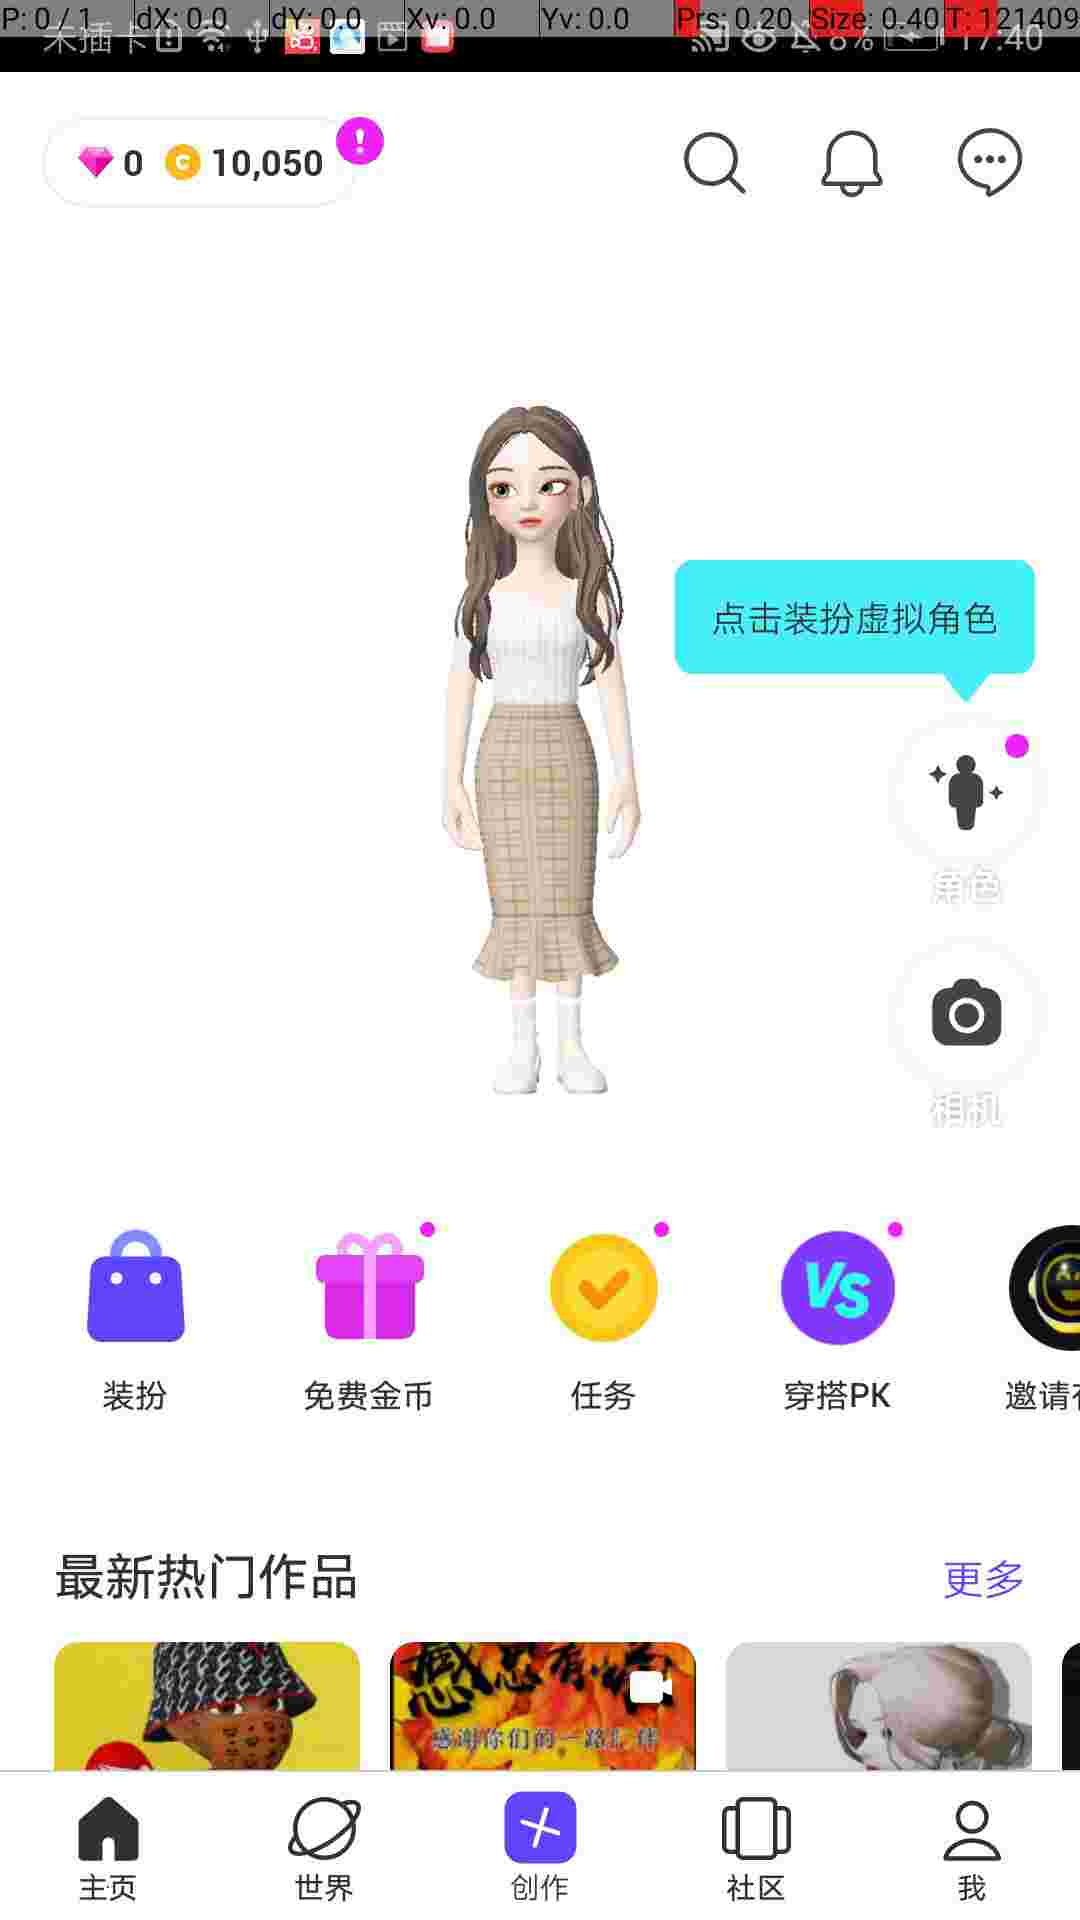 P: 0 / 1 dX: 0.0 dY: 0.0 Xv: 0.0 Yv: 0.0 Prs: 0.20 Size: 0.40 T: 121409
未插卡 8% 17:40
0 10,050
点击装扮虚拟角色
角色
相机
装扮 免费金币 任务 穿搭PK 邀请
最新热门作品 更多
感恩有
感谢你们的一路 伴
主页 世界 创作 社区 我